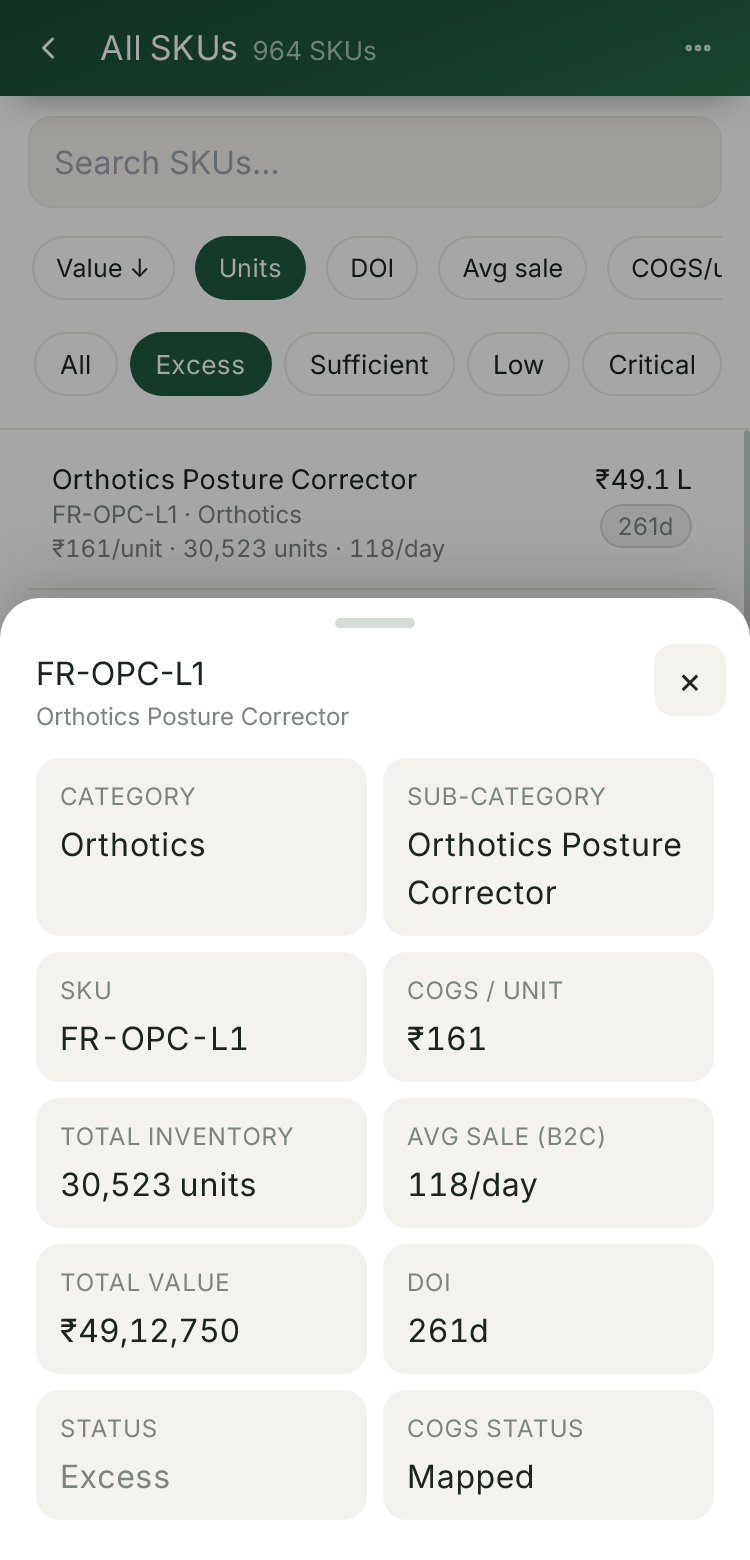 All SKUs 964 SKUs
Search SKUs...
Value ↓ Units DOI Avg sale COGS/u
All Excess Sufficient Low Critical
Orthotics Posture Corrector ₹49.1 L
FR-OPC-L1 · Orthotics 261d
₹161/unit · 30,523 units · 118/day
FR-OPC-L1
Orthotics Posture Corrector
CATEGORY
Orthotics
SUB-CATEGORY
Orthotics Posture
Corrector
SKU
FR-OPC-L1
COGS / UNIT
₹161
TOTAL INVENTORY
30,523 units
AVG SALE (B2C)
118/day
TOTAL VALUE
₹49,12,750
DOI
261d
STATUS
Excess
COGS STATUS
Mapped